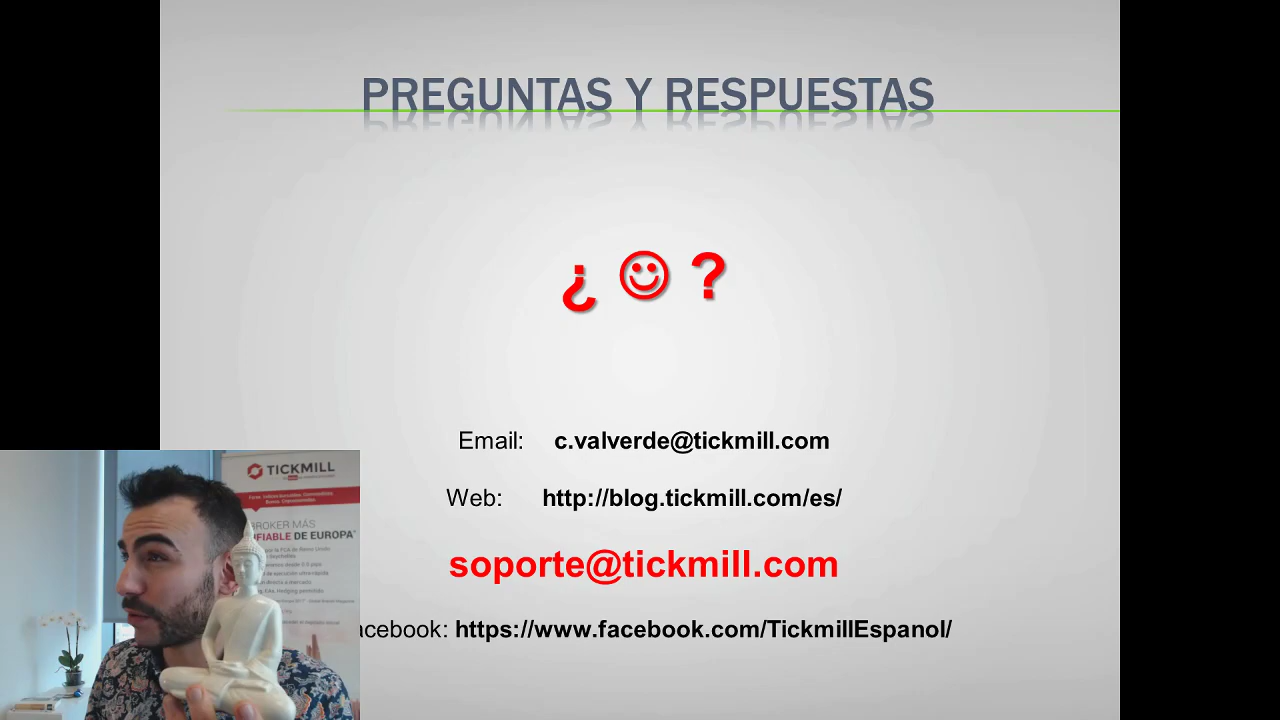 PREGUNTAS Y RESPUESTAS
¿ ☺ ?
Email: c.valverde@tickmill.com
Web: http://blog.tickmill.com/es/
soporte@tickmill.com
acebook: https://www.facebook.com/TickmillEspanol/
TICKMILL
BROKER MÁS
FIABLE DE EUROPA"